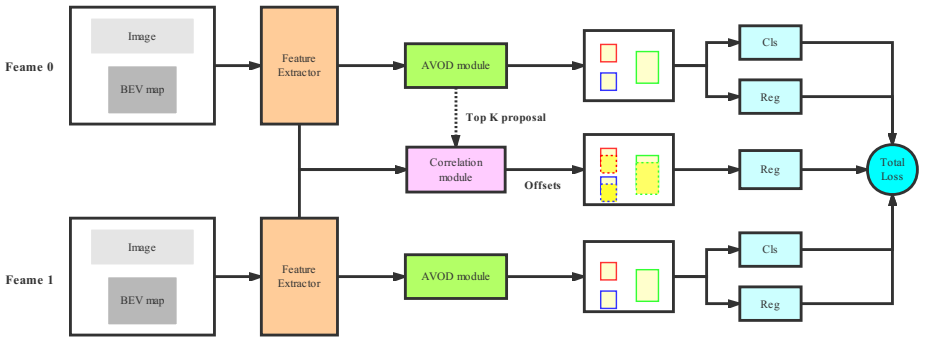 Image
Feame 0
BEV map
Feature
Extractor
AVOD module
Cls
Reg
Top K proposal
Correlation
module
Offsets
Reg
Total
Loss
Image
Feame 1
BEV map
Feature
Extractor
AVOD module
Cls
Reg